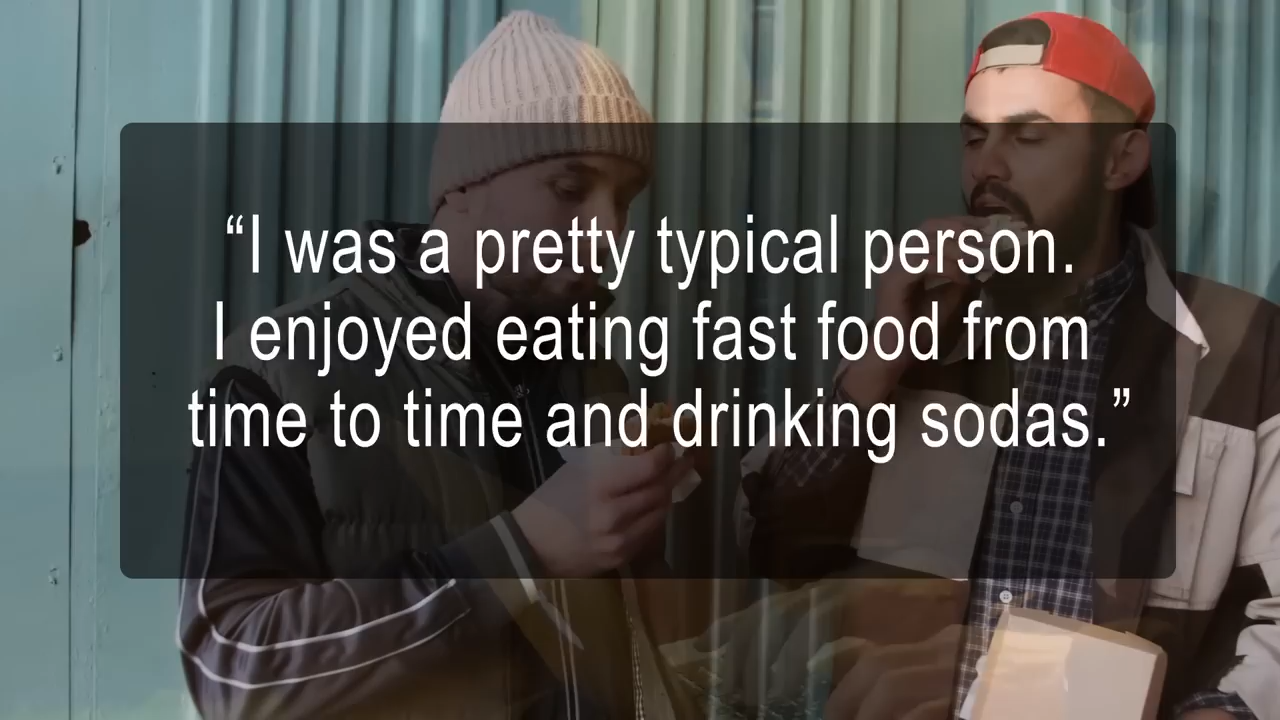 “I was a pretty typical person.
I enjoyed eating fast food from
time to time and drinking sodas.”